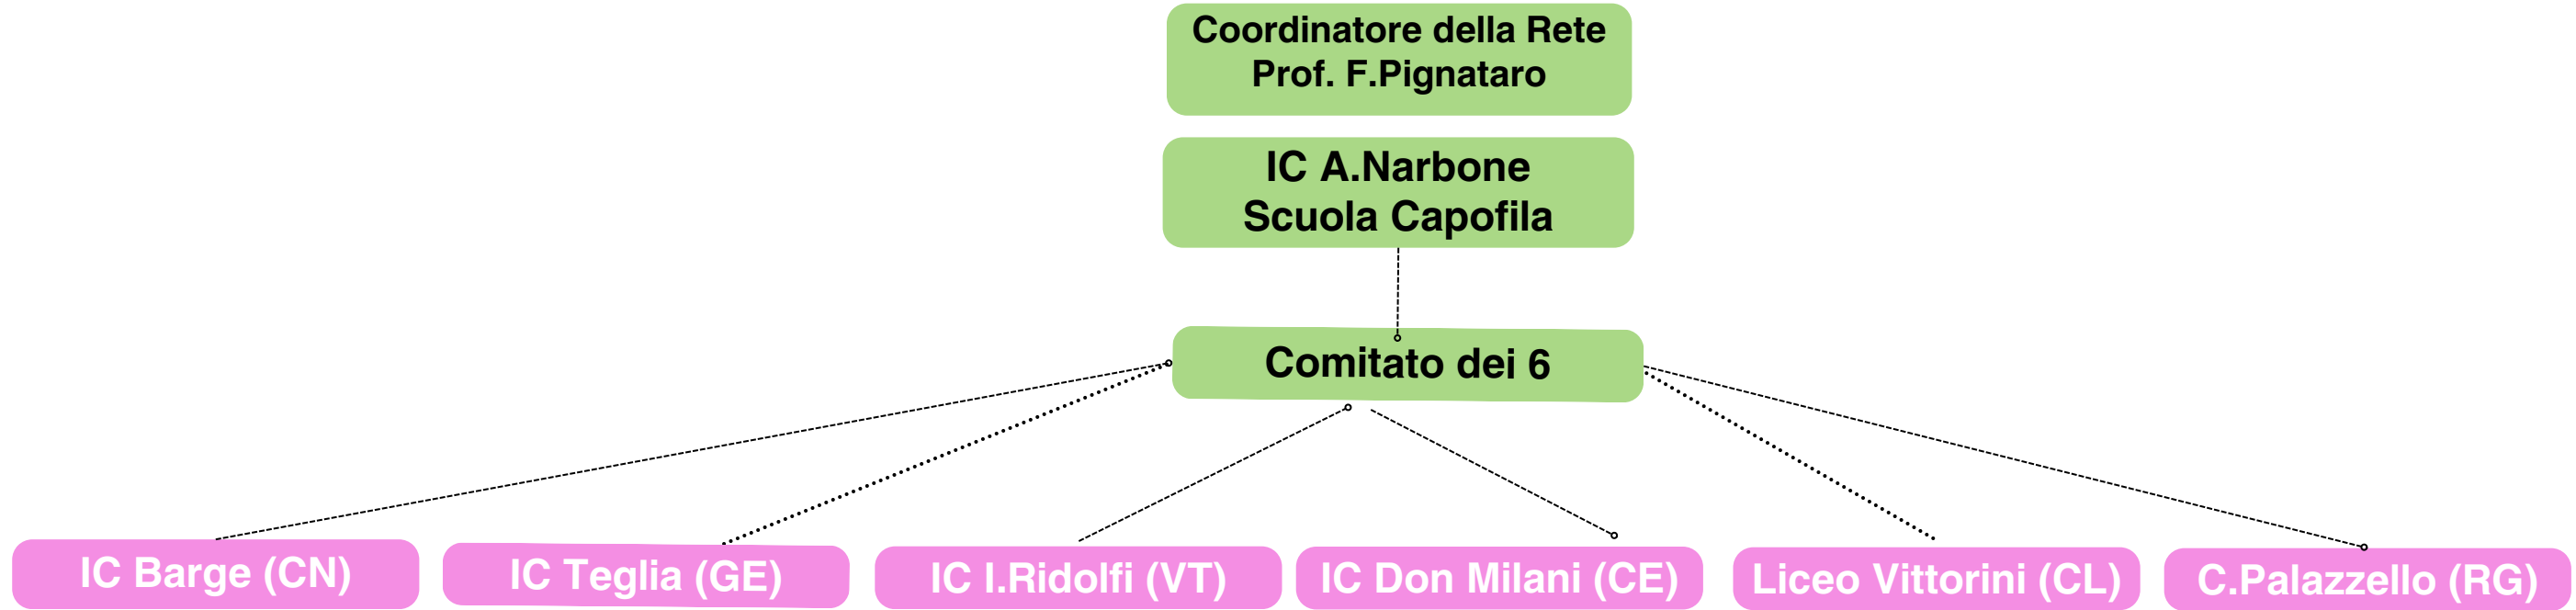 Coordinatore della Rete
Prof. F.Pignataro
IC A.Narbone
Scuola Capofila
Comitato dei 6
IC Barge (CN)
IC Teglia (GE)
IC I.Ridolfi (VT)
IC Don Milani (CE)
Liceo Vittorini (CL)
C.Palazzello (RG)